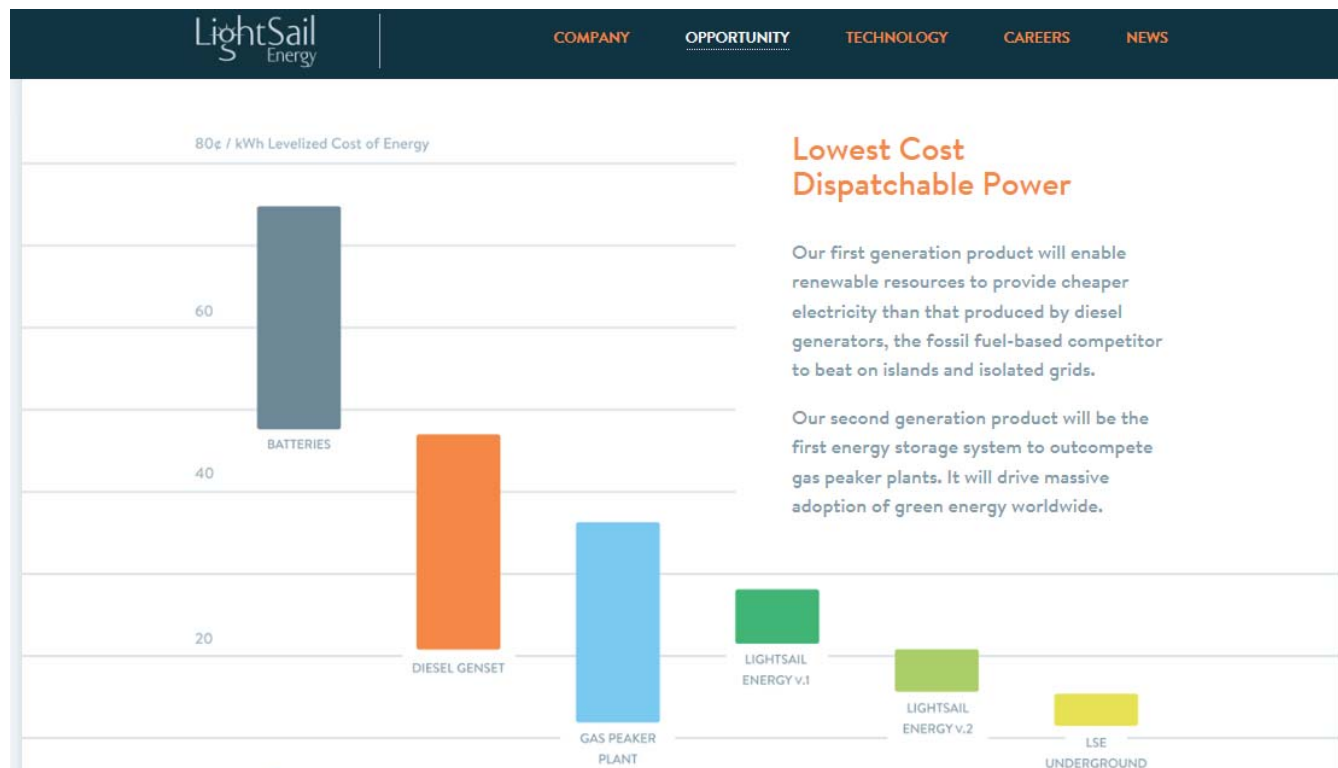 LightSail
Energy
COMPANY
OPPORTUNITY
TECHNOLOGY
CAREERS
NEWS
80¢ / kWh Levelized Cost of Energy
60
40
20
BATTERIES
DIESEL GENSET
GAS PEAKER
PLANT
LIGHTSAIL
ENERGY V.1
LIGHTSAIL
ENERGY V.2
LSE
UNDERGROUND
Lowest Cost
Dispatchable Power
Our first generation product will enable
renewable resources to provide cheaper
electricity than that produced by diesel
generators, the fossil fuel-based competitor
to beat on islands and isolated grids.
Our second generation product will be the
first energy storage system to outcompete
gas peaker plants. It will drive massive
adoption of green energy worldwide.